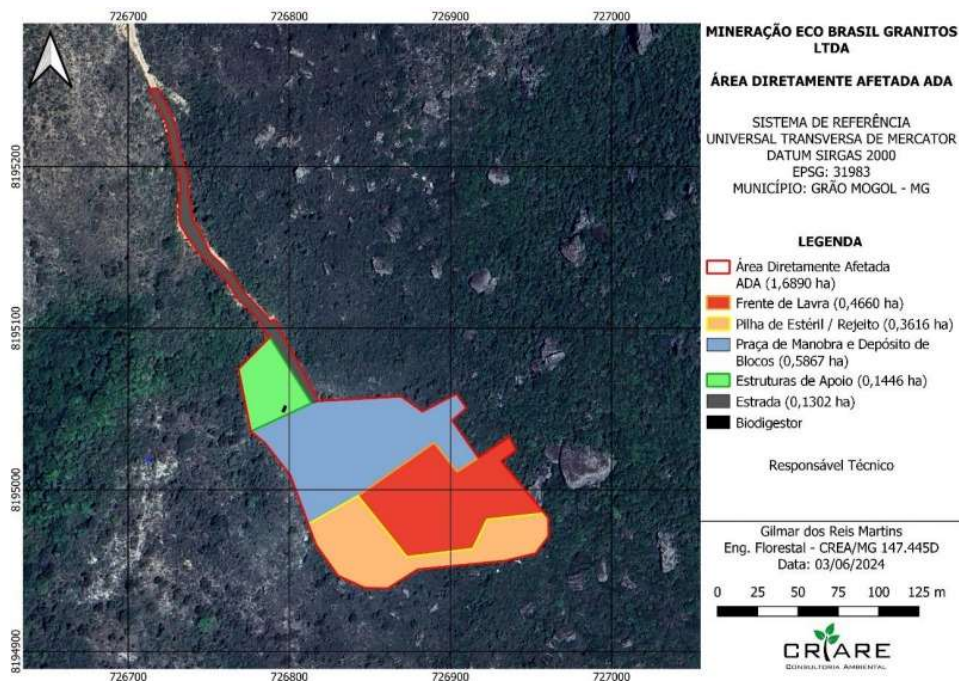 726700 726800 726900 727000
8195200
8195100
8195000
8194900
726700 726800 726900 727000
MINERAÇÃO ECO BRASIL GRANITOS
LTDA
ÁREA DIRETAMENTE AFETADA ADA
SISTEMA DE REFERÊNCIA
UNIVERSAL TRANSVERSA DE MERCATOR
DATUM SIRGAS 2000
EPSG: 31983
MUNICÍPIO: GRÃO MOGOL - MG
LEGENDA
Área Diretamente Afetada
ADA (1,6890 ha)
Frente de Lavra (0,4660 ha)
Pilha de Estéril / Rejeito (0,3616 ha)
Praça de Manobra e Depósito de
Blocos (0,5867 ha)
Estruturas de Apoio (0,1446 ha)
Estrada (0,1302 ha)
Biodigestor
Responsável Técnico
Gilmar dos Reis Martins
Eng. Florestal - CREA/MG 147.445D
Data: 03/06/2024
0 25 50 75 100 125 m
CRIARE
CONSULTORIA AMBIENTAL